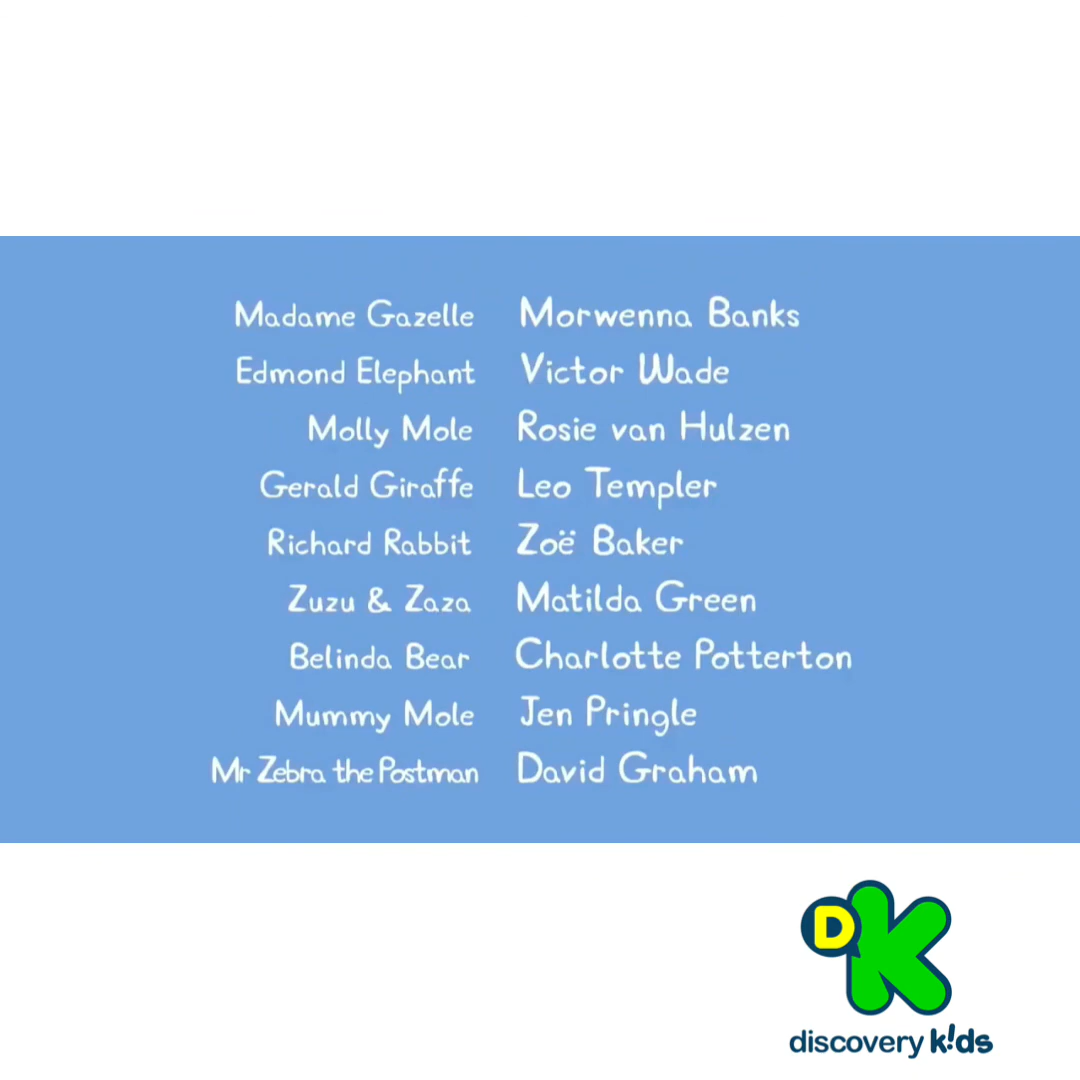 Madame Gazelle Morwenna Banks
Edmond Elephant Victor Wade
Molly Mole Rosie van Hulzen
Gerald Giraffe Leo Templer
Richard Rabbit Zoë Baker
Zuzu & Zaza Matilda Green
Belinda Bear Charlotte Potterton
Mummy Mole Jen Pringle
Mr Zebra the Postman David Graham
DK
discovery k!ds